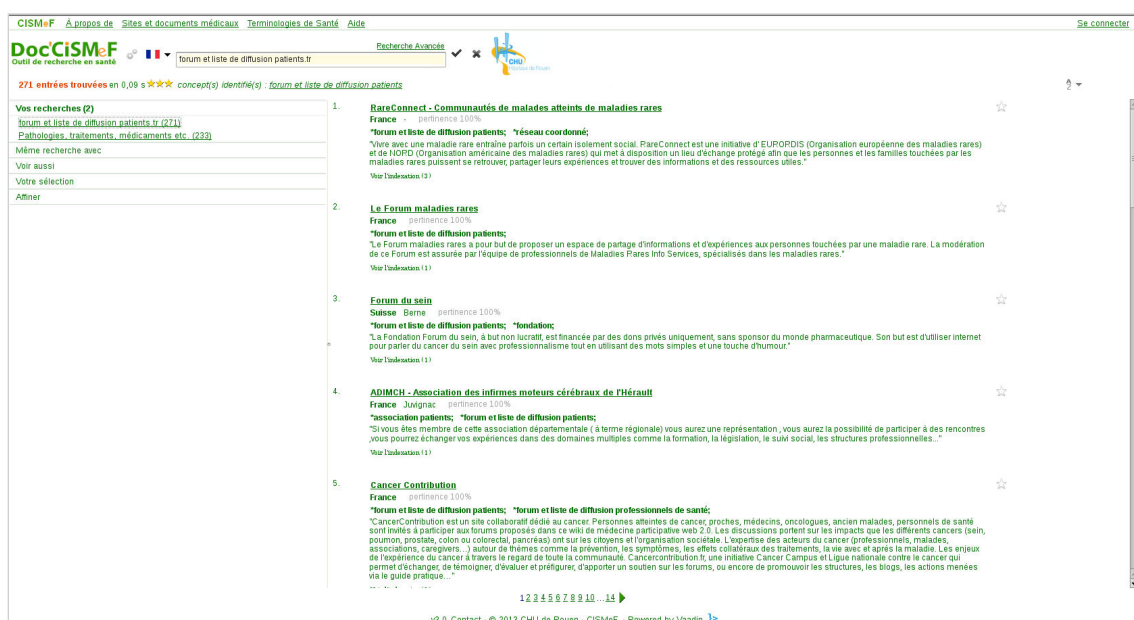 CISMeF À propos de Sites et documents médicaux Terminologies de Santé Aide Se connecter
Doc'CiSMeF
Outil de recherche en santé
Recherche Avancée
forum et liste de diffusion patients.tr
CHU
271 entrées trouvées en 0,09 s concept(s) identifié(s) : forum et liste de diffusion patients
Vos recherches (2)
forum et liste de diffusion patients.tr (271)
Pathologies, traitements, médicaments etc. (233)
Même recherche avec
Voir aussi
Votre sélection
Affiner
1. RareConnect - Communautés de malades atteints de maladies rares
France - pertinence 100%
*forum et liste de diffusion patients; *réseau coordonné;
"Vivre avec une maladie rare entraîne parfois un certain isolement social. RareConnect est une initiative d' EURORDIS (Organisation européenne des maladies rares)
et de NORD (Organisation américaine des maladies rares) qui met à disposition un lieu d'échange protégé afin que les personnes et les familles touchées par les
maladies rares puissent se retrouver, partager leurs expériences et trouver des informations et des ressources utiles."
Voir l'indexation (3)
2. Le Forum maladies rares
France pertinence 100%
*forum et liste de diffusion patients;
"Le Forum maladies rares a pour but de proposer un espace de partage d'informations et d'expériences aux personnes touchées par une maladie rare. La modération
de ce Forum est assurée par l'équipe de professionnels de Maladies Rares Info Services, spécialisés dans les maladies rares."
Voir l'indexation (1)
3. Forum du sein
Suisse Berne pertinence 100%
*forum et liste de diffusion patients; *fondation;
"La Fondation Forum du sein, à but non lucratif, est financée par des dons privés uniquement, sans sponsor du monde pharmaceutique. Son but est d'utiliser internet
pour parler du cancer du sein avec professionnalisme tout en utilisant des mots simples et une touche d'humour."
Voir l'indexation (1)
4. ADIMCH - Association des infirmes moteurs cérébraux de l'Hérault
France Juvignac pertinence 100%
*association patients; *forum et liste de diffusion patients;
"Si vous êtes membre de cette association départementale ( à terme régionale) vous aurez une représentation , vous aurez la possibilité de participer à des rencontres
,vous pourrez échanger vos expériences dans des domaines multiples comme la formation, la législation, le suivi social, les structures professionnelles..."
Voir l'indexation (1)
5. Cancer Contribution
France pertinence 100%
*forum et liste de diffusion patients; *forum et liste de diffusion professionnels de santé;
"CancerContribution est un site collaboratif dédié au cancer. Personnes atteintes de cancer, proches, médecins, oncologues, ancien malades, personnels de santé
sont invités à participer aux forums proposés dans ce wiki de médecine participative web 2.0. Les discussions portent sur les impacts que les différents cancers (sein,
poumon, prostate, colon ou colorectal, pancréas) ont sur les citoyens et l'organisation sociétale. L'expertise des acteurs du cancer (professionnels, malades,
associations, caregivers…) autour de thèmes comme la prévention, les symptômes, les effets collatéraux des traitements, la vie avec et après la maladie. Les enjeux
de l'expérience du cancer à travers le regard de toute la communauté. Cancercontribution.fr, une initiative Cancer Campus et Ligue nationale contre le cancer qui
permet d'échanger, de témoigner, d'évaluer et préfigurer, d'apporter un soutien sur les forums, ou encore de promouvoir les structures, les blogs, les actions menées
via le guide pratique…"
1 2 3 4 5 6 7 8 9 10 ... 14
v3.0 Contact - © 2013 CHU de Rouen - CISMeF - Powered by Vaadin }>